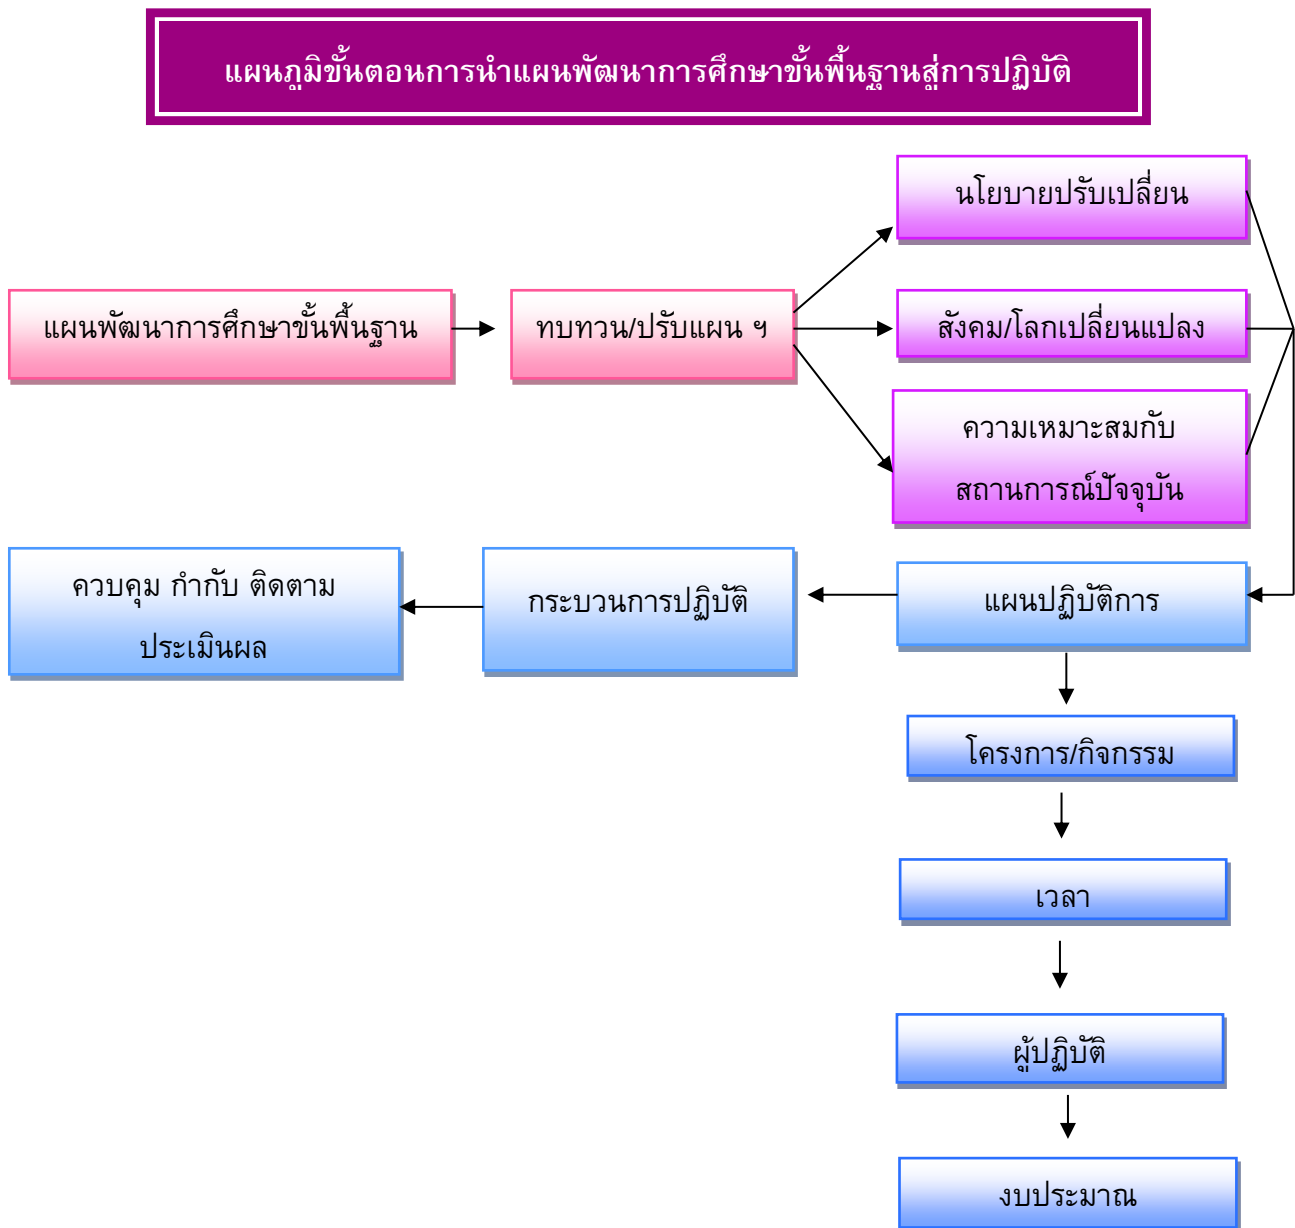 แผนภูมิขั้นตอนการนำแผนพัฒนาการศึกษาขั้นพื้นฐานสู่การปฏิบัติ
นโยบายปรับเปลี่ยน
แผนพัฒนาการศึกษาขั้นพื้นฐาน
ทบทวน/ปรับแผน ฯ
สังคม/โลกเปลี่ยนแปลง
ความเหมาะสมกับ
สถานการณ์ปัจจุบัน
ควบคุม กำกับ ติดตาม
ประเมินผล
กระบวนการปฏิบัติ
แผนปฏิบัติการ
โครงการ/กิจกรรม
เวลา
ผู้ปฏิบัติ
งบประมาณ